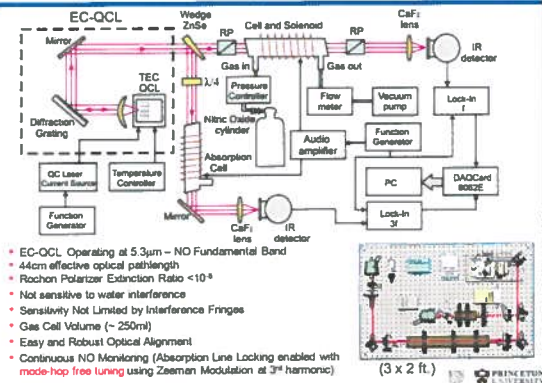 EC-QCL
Wedge
ZnSe
RP
Cell and Solenoid
RP
CaF₂
lens
IR
detector
Mirror
TEC
QCL
Diffraction
Grating
λ/4
Gas in
Gas out
Pressure
Controller
Nitric Oxide
cylinder
Flow
meter
Vacuum
pump
Lock-In
f
Audio
amplifier
Function
Generator
Absorption
Cell
PC
DAQCard
QC Laser
Current Source
Temperature
Controller
Function
Generator
Mirror
CaF₂
lens
IR
detector
Lock-In
3f
• EC-QCL Operating at 5.3μm – NO Fundamental Band
• 44cm effective optical pathlength
• Rochon Polarizer Extinction Ratio
• Not sensitive to water interference
• Sensitivity Not Limited by Interference Fringes
• Gas Cell Volume (~ 250ml)
• Easy and Robust Optical Alignment
• Continuous NO Monitoring (Absorption Line Locking enabled with
mode-hop free tuning using Zeeman Modulation at 3rd harmonic)
(3 x 2 ft.)
PRINCETON
UNIVERSITY